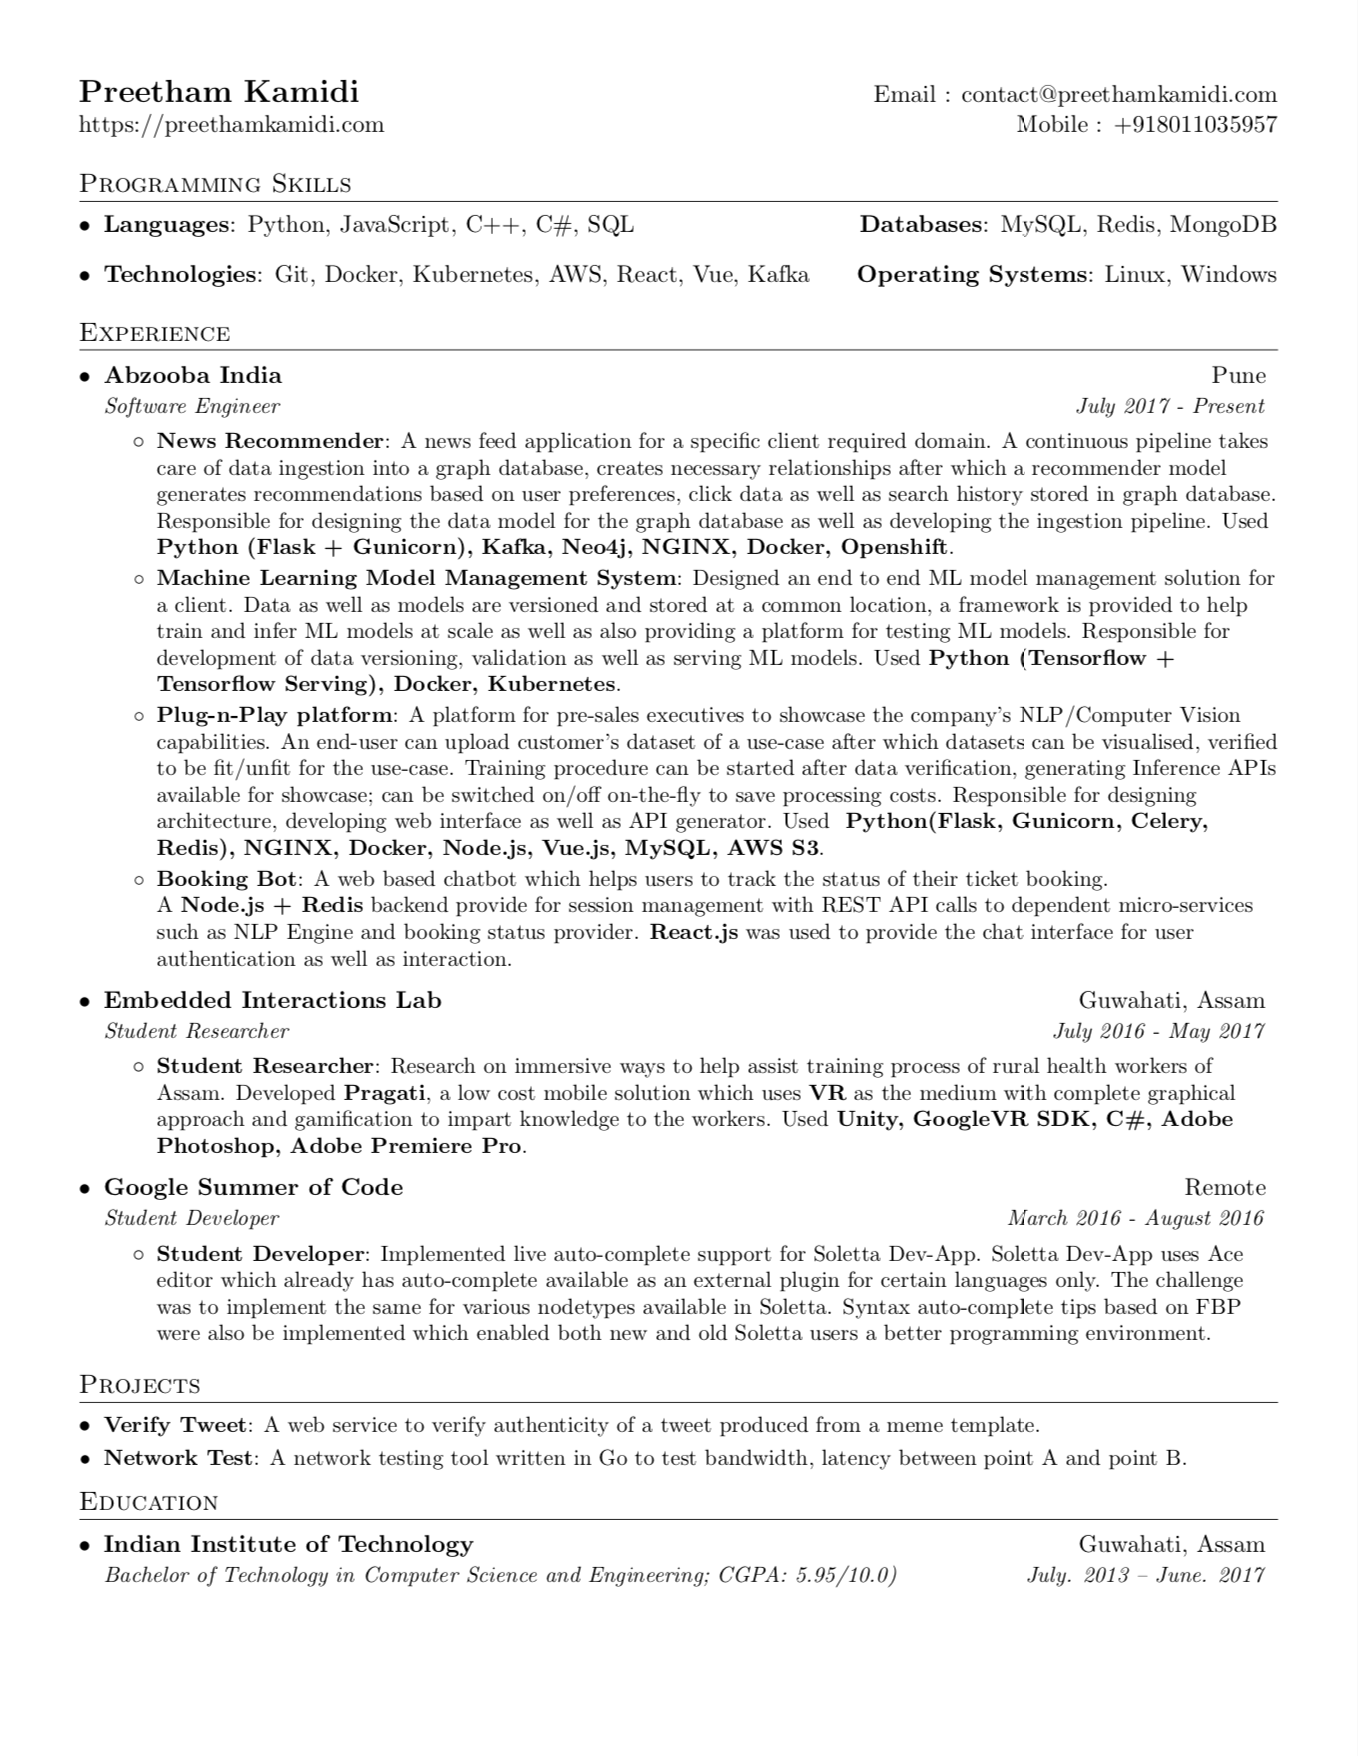 Preetham Kamidi
Email : contact@preethamkamidi.com
https://preethamkamidi.com
Mobile : +918011035957
Programming Skills
• Languages: Python, JavaScript, C++, C#, SQL
Databases: MySQL, Redis, MongoDB
• Technologies: Git, Docker, Kubernetes, AWS, React, Vue, Kafka
Operating Systems: Linux, Windows
Experience
• Abzooba India
Pune
Software Engineer
July 2017 - Present
◦ News Recommender: A news feed application for a specific client required domain. A continuous pipeline takes
care of data ingestion into a graph database, creates necessary relationships after which a recommender model
generates recommendations based on user preferences, click data as well as search history stored in graph database.
Responsible for designing the data model for the graph database as well as developing the ingestion pipeline. Used
Python (Flask + Gunicorn), Kafka, Neo4j, NGINX, Docker, Openshift.
◦ Machine Learning Model Management System: Designed an end to end ML model management solution for
a client. Data as well as models are versioned and stored at a common location, a framework is provided to help
train and infer ML models at scale as well as also providing a platform for testing ML models. Responsible for
development of data versioning, validation as well as serving ML models. Used Python (Tensorflow +
Tensorflow Serving), Docker, Kubernetes.
◦ Plug-n-Play platform: A platform for pre-sales executives to showcase the company's NLP/Computer Vision
capabilities. An end-user can upload customer's dataset of a use-case after which datasets can be visualised, verified
to be fit/unfit for the use-case. Training procedure can be started after data verification, generating Inference APIs
available for showcase; can be switched on/off on-the-fly to save processing costs. Responsible for designing
architecture, developing web interface as well as API generator. Used Python(Flask, Gunicorn, Celery,
Redis), NGINX, Docker, Node.js, Vue.js, MySQL, AWS S3.
◦ Booking Bot: A web based chatbot which helps users to track the status of their ticket booking.
A Node.js + Redis backend provide for session management with REST API calls to dependent micro-services
such as NLP Engine and booking status provider. React.js was used to provide the chat interface for user
authentication as well as interaction.
• Embedded Interactions Lab
Guwahati, Assam
Student Researcher
July 2016 - May 2017
◦ Student Researcher: Research on immersive ways to help assist training process of rural health workers of
Assam. Developed Pragati, a low cost mobile solution which uses VR as the medium with complete graphical
approach and gamification to impart knowledge to the workers. Used Unity, GoogleVR SDK, C#, Adobe
Photoshop, Adobe Premiere Pro.
• Google Summer of Code
Remote
Student Developer
March 2016 - August 2016
◦ Student Developer: Implemented live auto-complete support for Soletta Dev-App. Soletta Dev-App uses Ace
editor which already has auto-complete available as an external plugin for certain languages only. The challenge
was to implement the same for various nodetypes available in Soletta. Syntax auto-complete tips based on FBP
were also be implemented which enabled both new and old Soletta users a better programming environment.
Projects
• Verify Tweet: A web service to verify authenticity of a tweet produced from a meme template.
• Network Test: A network testing tool written in Go to test bandwidth, latency between point A and point B.
Education
• Indian Institute of Technology
Guwahati, Assam
Bachelor of Technology in Computer Science and Engineering; CGPA: 5.95/10.0)
July. 2013 – June. 2017